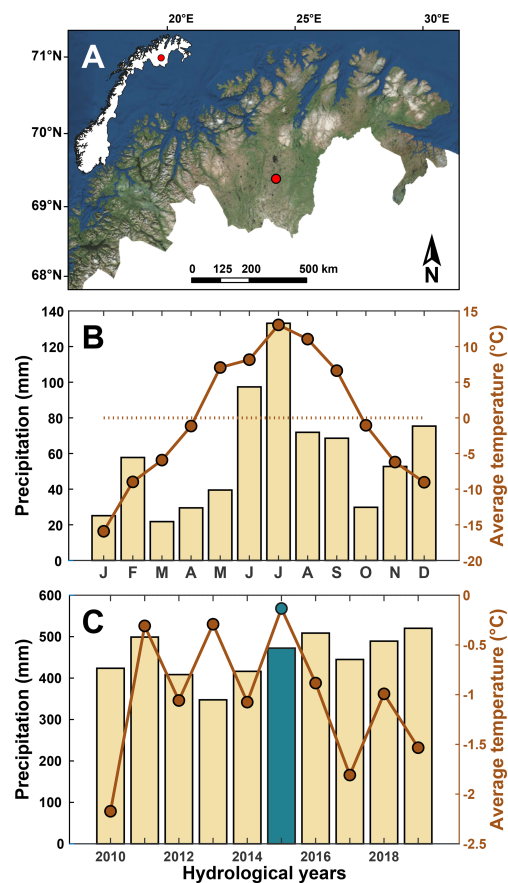 20°E 25°E 30°E
71°N
A
70°N
69°N
68°N
0 125 200 500 km
N
B
Precipitation (mm)
140
120
100
80
60
40
20
0
15
10
5
0
-5
-10
-15
-20
Average temperature (°C)
J F M A M J J A S O N D
C
Precipitation (mm)
600
500
400
300
200
100
0
0
-0.5
-1
-1.5
-2
-2.5
Average temperature (°C)
2010 2012 2014 2016 2018
Hydrological years